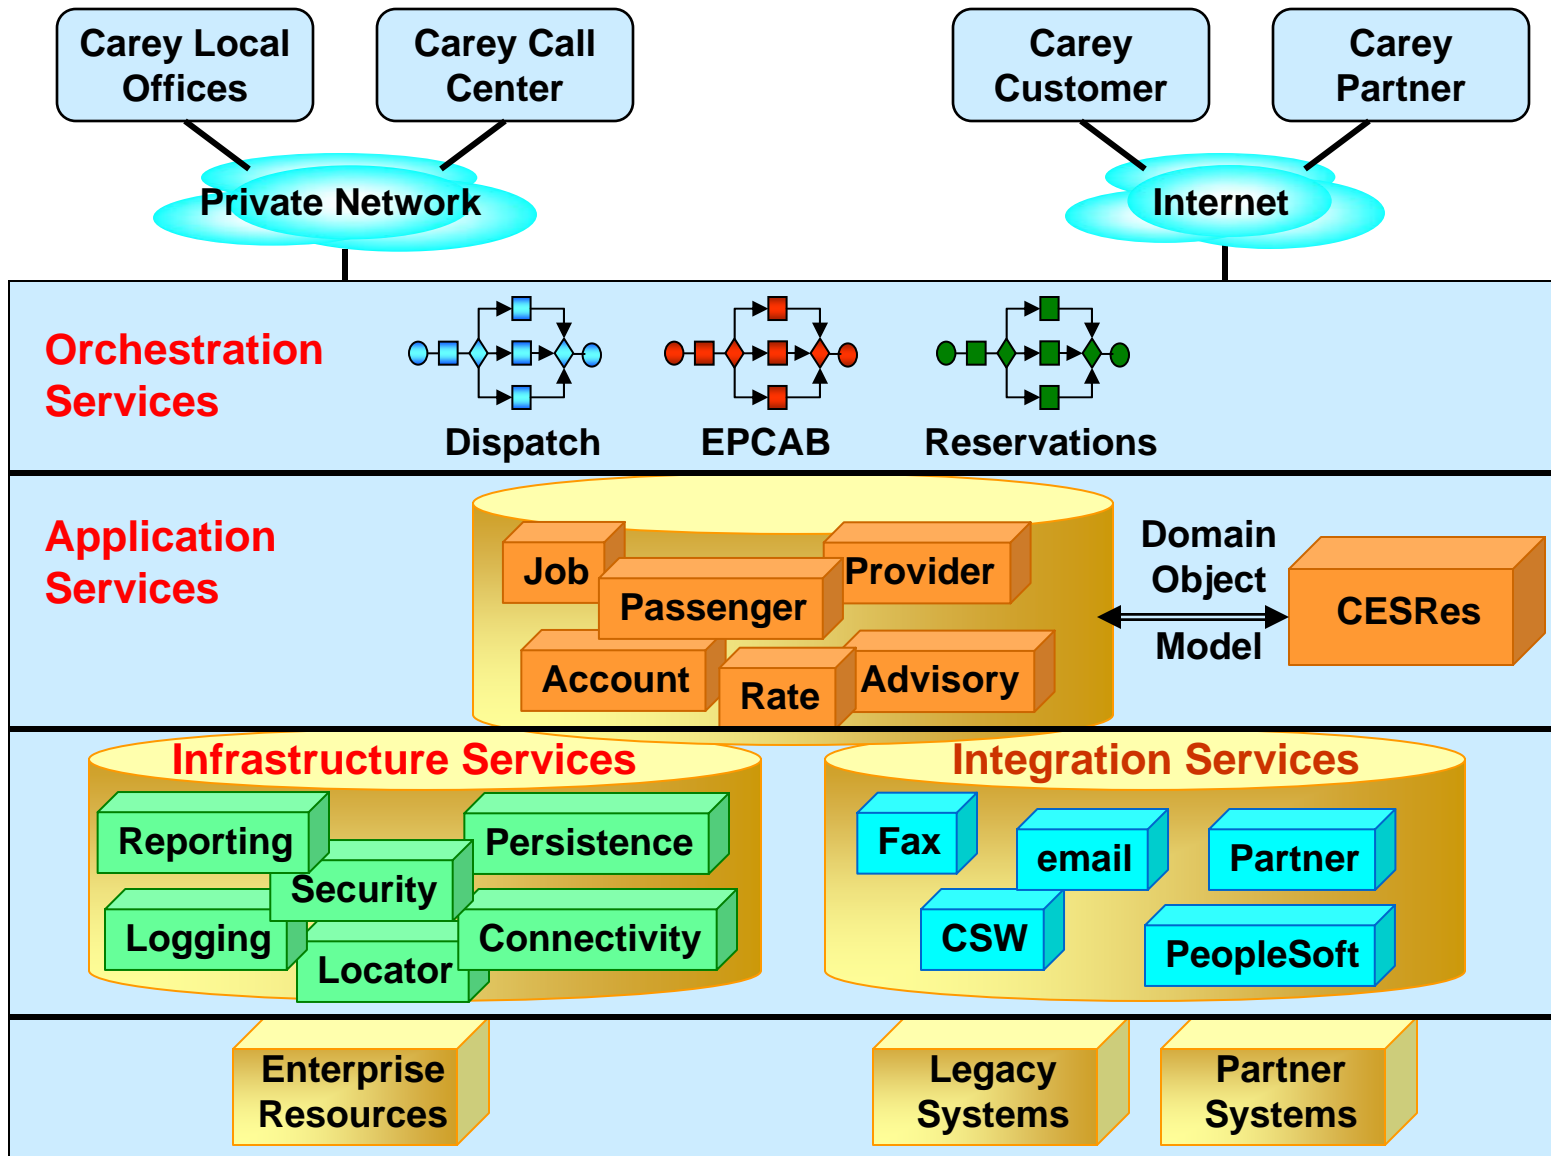 Carey Local
Offices
Carey Call
Center
Carey
Customer
Carey
Partner
Private Network
Internet
Orchestration
Services
Dispatch
EPCAB
Reservations
Application
Services
Job
Passenger
Provider
Account
Rate
Advisory
Domain
Object
Model
CESRes
Infrastructure Services
Reporting
Persistence
Security
Logging
Connectivity
Locator
Integration Services
Fax
email
Partner
CSW
PeopleSoft
Enterprise
Resources
Legacy
Systems
Partner
Systems